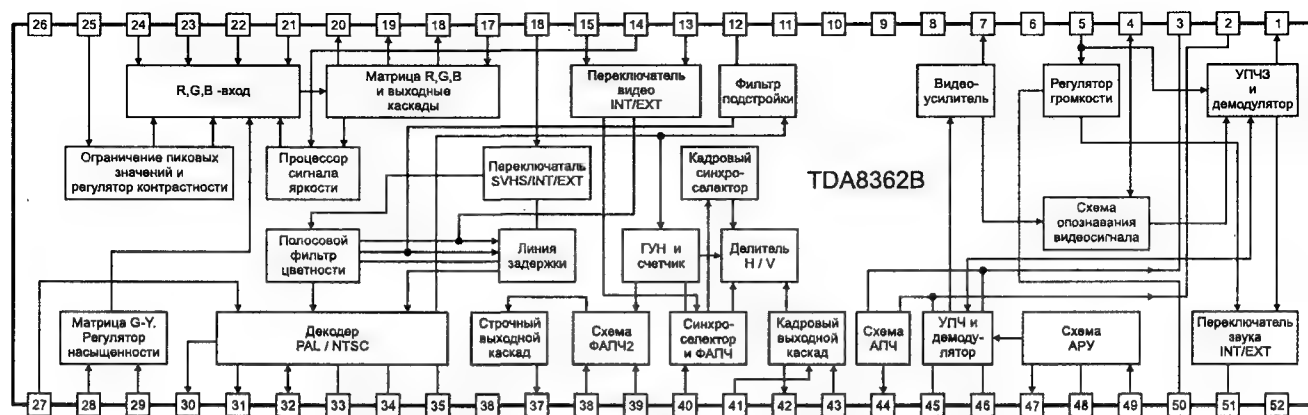 26 25 24 23 22 21 20 19 18 17 18 15 14 13 12 11 10 9 8 7 6 5 4 3 2 1
R,G,B -вход
Матрица R,G,B
и выходные
каскады
Переключатель
видео
INT/EXT
Фильтр
подстройки
Видео-
усилитель
Регулятор
громкости
УПЧЗ
и
демодулятор
Ограничение пиковых
значений и
регулятор контрастности
Процессор
сигнала
яркости
Переключаталь
SVHS/INT/EXT
Кадровый
синхро-
салектор
TDA8362B
Схема
опознавания
видеосигнала
Полосовой
фильтр
цветности
Линия
задержки
ГУН и
счетчик
Делитель
H / V
Матрица G-Y.
Регулятор
насыщенности
Декодер
PAL / NTSC
Строчный
выходной
каскад
Схема
ФАПЧ2
Синхро-
селектор
и ФАПЧ
Кадровый
выходной
каскад
Схема
АПЧ
УПЧ и
демоду-
лятор
Схема
АРУ
Переключатель
звука
INT/EXT
27 28 29 30 31 32 33 34 35 36 37 38 39 40 41 42 43 44 45 46 47 48 49 50 51 52